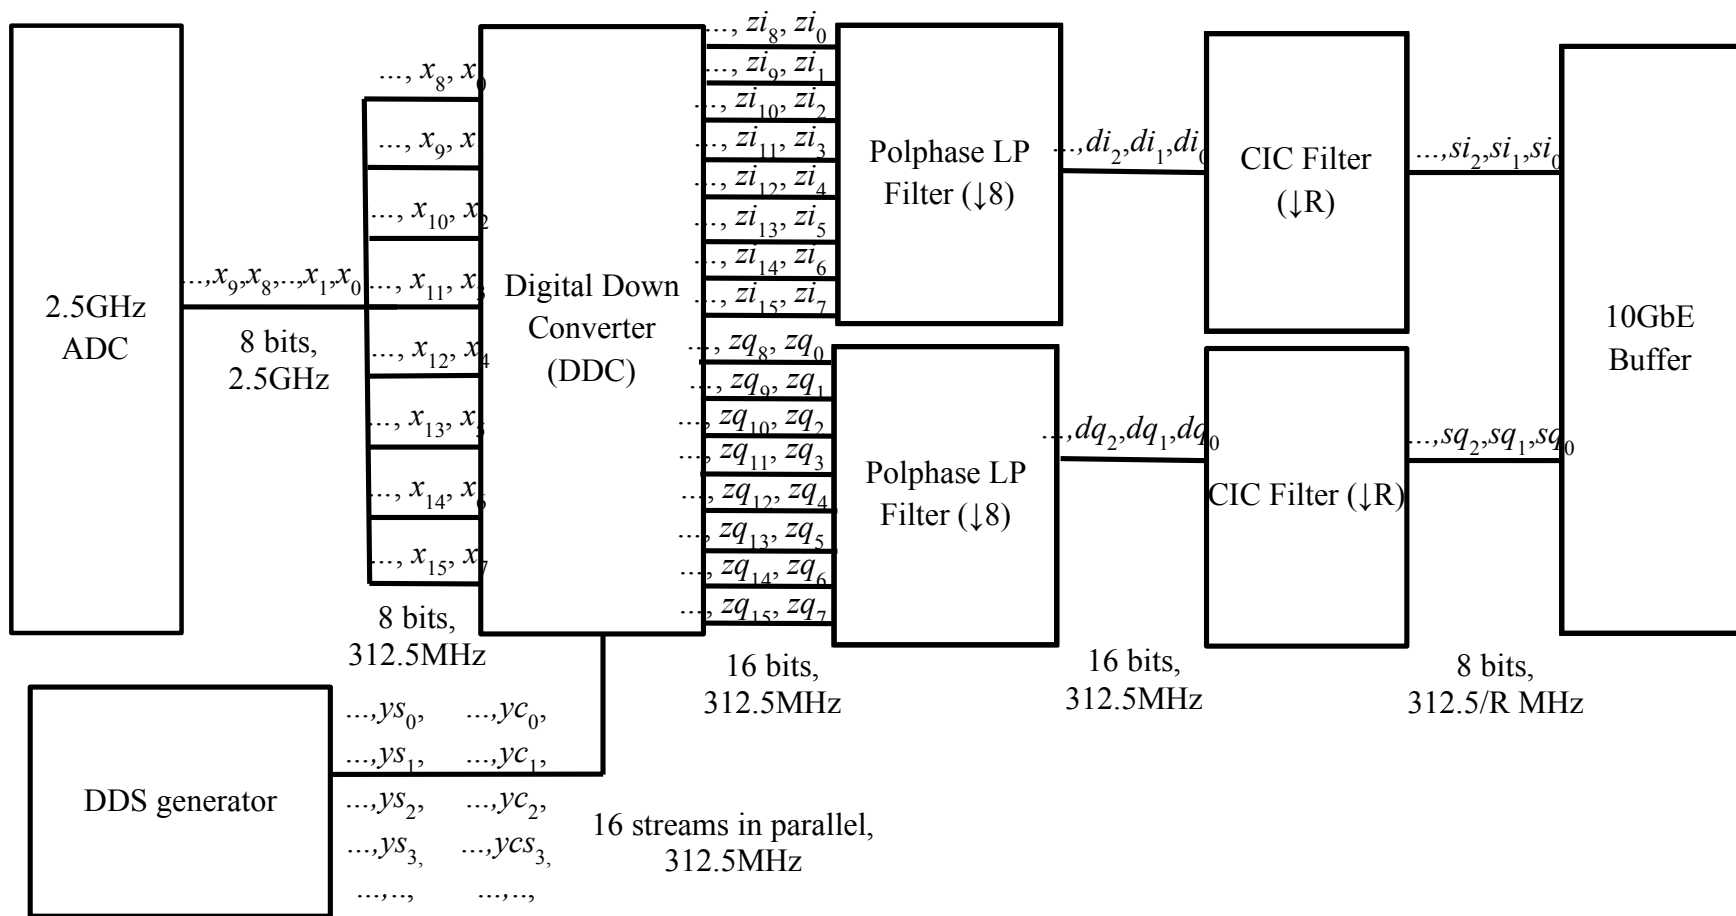 2.5GHz
ADC
..., x9,x8,..,x1,x0
8 bits,
2.5GHz
..., x8, x0
..., x9, x
..., x10, x2
..., x11, x3
..., x12, x4
..., x13, x5
..., x14, x6
..., x15, x7
8 bits,
312.5MHz
Digital Down
Converter
(DDC)
..., zi8, zi0
..., zi9, zi1
..., zi10, zi2
..., zi11, zi3
..., zi12, zi4
..., zi13, zi5
..., zi14, zi6
..., zi15, zi7
..., zq8, zq0
..., zq9, zq1
..., zq10, zq2
..., zq11, zq3
..., zq12, zq4
..., zq13, zq5
..., zq14, zq6
..., zq15, zq7
16 bits,
312.5MHz
Polphase LP
Filter (↓8)
Polphase LP
Filter (↓8)
...,di2,di1,di0
...,dq2,dq1,dq0
16 bits,
312.5MHz
CIC Filter
(↓R)
CIC Filter (↓R)
...,si2,si1,si0
...,sq2,sq1,sq0
8 bits,
312.5/R MHz
10GbE
Buffer
DDS generator
...,ys0, ...,yc0,
...,ys1, ...,yc1,
...,ys2, ...,yc2,
...,ys3, ...,ycs3,
...,.., ...,..,
16 streams in parallel,
312.5MHz